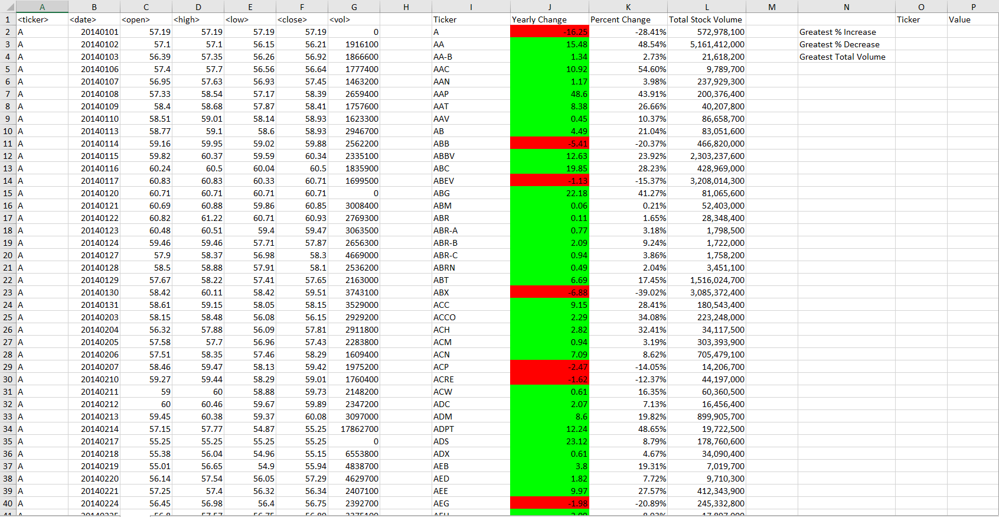 A B C D E F G H I J K L M N O P
1 <ticker> <date> <open> <high> <low> <close> <vol> Ticker Yearly Change Percent Change Total Stock Volume Ticker Value
2 A 20140101 57.19 57.19 57.19 57.19 0 A -16.25 -28.41% 572,978,100 Greatest % Increase
3 A 20140102 57.1 57.1 56.15 56.21 1916100 AA 15.48 48.54% 5,161,412,000 Greatest % Decrease
4 A 20140103 56.39 57.35 56.26 56.92 1866600 AA-B 1.34 2.73% 21,618,200 Greatest Total Volume
5 A 20140106 57.4 57.7 56.56 56.64 1777400 AAC 10.92 54.60% 9,789,700
6 A 20140107 56.95 57.63 56.93 57.45 1463200 AAN 1.17 3.98% 237,929,300
7 A 20140108 57.33 58.54 57.17 58.39 2659400 AAP 48.6 43.91% 200,376,400
8 A 20140109 58.4 58.68 57.87 58.41 1757600 AAT 8.38 26.66% 40,207,800
9 A 20140110 58.51 59.01 58.14 58.93 1623300 AAV 0.45 10.37% 86,658,700
10 A 20140113 58.77 59.1 58.6 58.93 2946700 AB 4.49 21.04% 83,051,600
11 A 20140114 59.16 59.95 59.02 59.88 2562200 ABB -5.41 -20.37% 466,820,000
12 A 20140115 59.82 60.37 59.59 60.34 2335100 ABBV 12.63 23.92% 2,303,237,600
13 A 20140116 60.24 60.5 60.04 60.5 1835900 ABC 19.85 28.23% 428,969,000
14 A 20140117 60.83 60.83 60.33 60.71 1699500 ABEV -1.13 -15.37% 3,208,014,300
15 A 20140120 60.71 60.71 60.71 60.71 0 ABG 22.18 41.27% 81,065,600
16 A 20140121 60.69 60.88 59.86 60.85 3008400 ABM 0.06 0.21% 52,403,000
17 A 20140122 60.82 61.22 60.71 60.93 2769300 ABR 0.11 1.65% 28,348,400
18 A 20140123 60.48 60.51 59.4 59.47 3063500 ABR-A 0.77 3.18% 1,798,500
19 A 20140124 59.46 59.46 57.71 57.87 2656300 ABR-B 2.09 9.24% 1,722,000
20 A 20140127 57.9 58.37 56.98 58.3 4669000 ABR-C 0.94 3.86% 1,758,200
21 A 20140128 58.5 58.88 57.91 58.1 2536200 ABRN 0.49 2.04% 3,451,100
22 A 20140129 57.67 58.22 57.41 57.65 2163000 ABT 6.69 17.45% 1,516,024,700
23 A 20140130 58.42 60.11 58.42 59.51 3743100 ABX -6.88 -39.02% 3,085,372,400
24 A 20140131 58.61 59.15 58.05 58.15 3529000 ACC 9.15 28.41% 180,543,400
25 A 20140203 58.15 58.48 56.08 56.15 2929200 ACCO 2.29 34.08% 223,248,000
26 A 20140204 56.32 57.88 56.09 57.81 2911800 ACH 2.82 32.41% 34,117,500
27 A 20140205 57.58 57.7 56.96 57.43 2283800 ACM 0.94 3.19% 303,393,900
28 A 20140206 57.51 58.35 57.46 58.29 1609400 ACN 7.09 8.62% 705,479,100
29 A 20140207 58.46 59.47 58.13 59.42 1975200 ACP -2.47 -14.05% 14,206,700
30 A 20140210 59.27 59.44 58.29 59.01 1760400 ACRE -1.62 -12.37% 44,197,000
31 A 20140211 59 60 58.88 59.73 2148200 ACW 0.61 16.35% 60,360,500
32 A 20140212 60 60.46 59.67 59.89 2347200 ADC 2.07 7.13% 16,456,400
33 A 20140213 59.45 60.38 59.37 60.08 3097000 ADM 8.6 19.82% 899,905,700
34 A 20140214 57.15 57.77 54.87 55.25 17862700 ADPT 12.24 48.65% 19,722,500
35 A 20140217 55.25 55.25 55.25 55.25 0 ADS 23.12 8.79% 178,760,600
36 A 20140218 55.38 56.04 54.96 55.15 6553800 ADX 0.61 4.67% 34,090,400
37 A 20140219 55.01 56.65 54.9 55.94 4838700 AEB 3.8 19.31% 7,019,700
38 A 20140220 56.14 57.54 56.05 57.29 4629700 AED 1.82 7.72% 9,710,300
39 A 20140221 57.25 57.4 56.32 56.34 2407100 AEE 9.97 27.57% 412,343,900
40 A 20140224 56.45 56.98 56.4 56.75 2392700 AEG -1.98 -20.89% 245,332,800